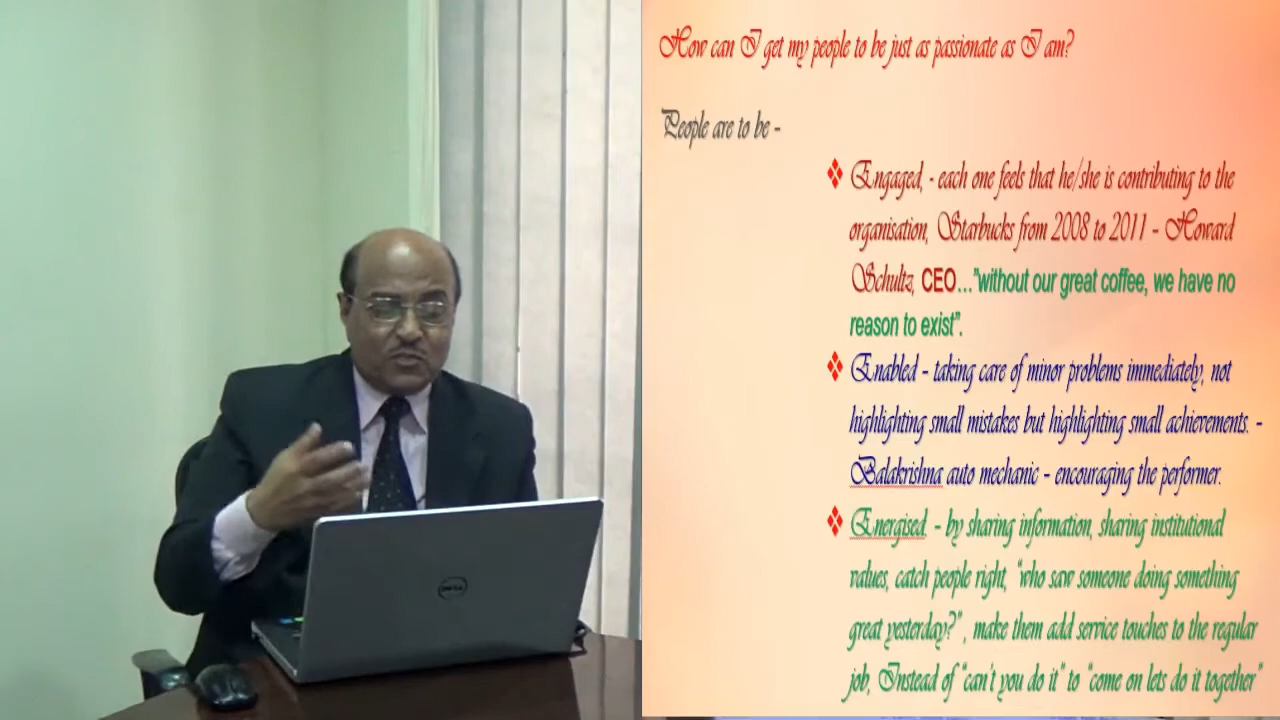 How can I get my people to be just as passionate as I am?
People are to be -
❖ Engaged, - each one feels that he/she is contributing to the
organisation, Starbucks from 2008 to 2011 - Howard
Schultz, CEO…"without our great coffee, we have no
reason to exist".
❖ Enabled - taking care of minor problems immediately, not
highlighting small mistakes but highlighting small achievements. -
Balakrishna auto mechanic - encouraging the performer.
❖ Energised. - by sharing information, sharing institutional
values, catch people right, "who saw someone doing something
great yesterday?" , make them add service touches to the regular
job, Instead of "can't you do it" to "come on lets do it together"
DELL